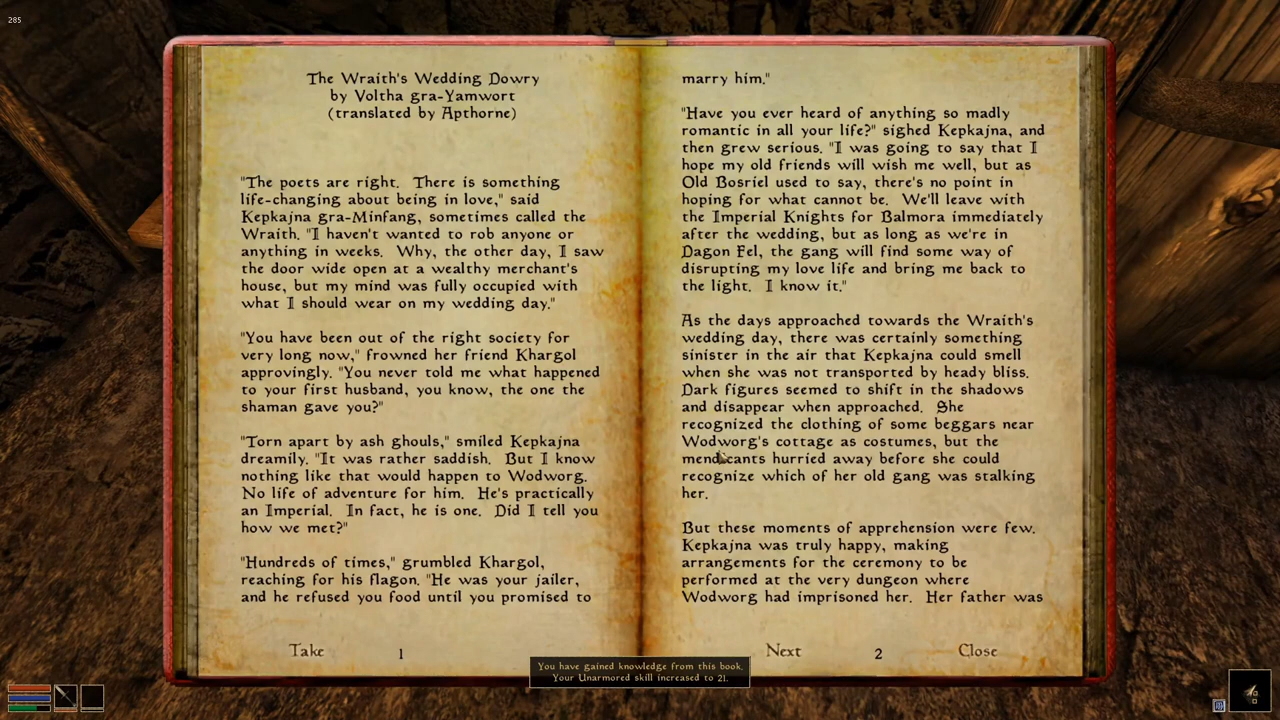 285
The Wraith's Wedding Dowry
by Voltha gra-Yamwort
(translated by Apthorne)
"The poets are right. There is something
life-changing about being in love," said
Kepkajna gra-Minfang, sometimes called the
Wraith. "I haven't wanted to rob anyone or
anything in weeks. Why, the other day, I saw
the door wide open at a wealthy merchant's
house, but my mind was fully occupied with
what I should wear on my wedding day."
"You have been out of the right society for
very long now," frowned her friend Khargol
approvingly. "You never told me what happened
to your first husband, you know, the one the
shaman gave you?"
"Torn apart by ash ghouls," smiled Kepkajna
dreamily. "It was rather saddish. But I know
nothing like that would happen to Wodworg.
No life of adventure for him. He's practically
an Imperial. In fact, he is one. Did I tell you
how we met?"
"Hundreds of times," grumbled Khargol,
reaching for his flagon. "He was your jailer,
and he refused you food until you promised to
Take
1
marry him."
"Have you ever heard of anything so madly
romantic in all your life?" sighed Kepkajna, and
then grew serious. "I was going to say that I
hope my old friends will wish me well, but as
Old Bosriel used to say, there's no point in
hoping for what cannot be. We'll leave with
the Imperial Knights for Balmora immediately
after the wedding, but as long as we're in
Dagon Fel, the gang will find some way of
disrupting my love life and bring me back to
the light. I know it."
As the days approached towards the Wraith's
wedding day, there was certainly something
sinister in the air that Kepkajna could smell
when she was not transported by heady bliss.
Dark figures seemed to shift in the shadows
and disappear when approached. She
recognized the clothing of some beggars near
Wodworg's cottage as costumes, but the
mendicants hurried away before she could
recognize which of her old gang was stalking
her.
But these moments of apprehension were few.
Kepkajna was truly happy, making
arrangements for the ceremony to be
performed at the very dungeon where
Wodworg had imprisoned her. Her father was
Next
2
Close
You have gained knowledge from this book.
Your Unarmored skill increased to 21.